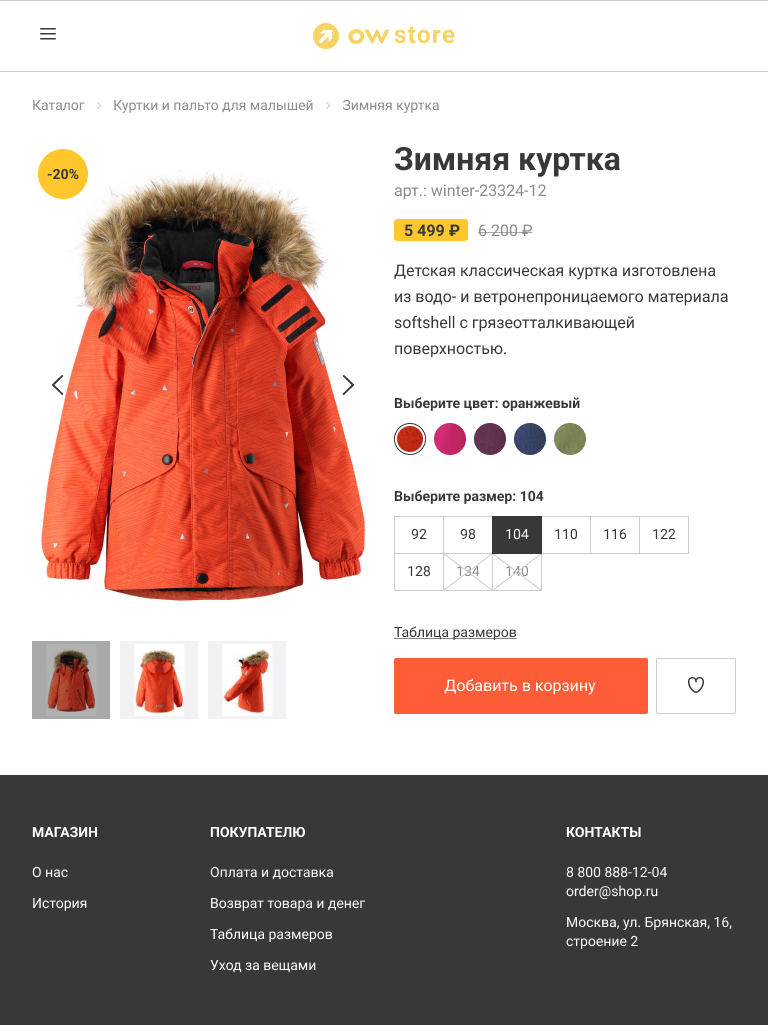 ow store
Каталог > Куртки и пальто для малышей > Зимняя куртка
-20%
Зимняя куртка
арт.: winter-23324-12
5 499 ₽ 6 200 ₽
Детская классическая куртка изготовлена
из водо- и ветронепроницаемого материала
softshell с грязеотталкивающей
поверхностью.
Выберите цвет: оранжевый
Выберите размер: 104
92 98 104 110 116 122
128 134 140
Таблица размеров
Добавить в корзину
МАГАЗИН
О нас
История
ПОКУПАТЕЛЮ
Оплата и доставка
Возврат товара и денег
Таблица размеров
Уход за вещами
КОНТАКТЫ
8 800 888-12-04
order@shop.ru
Москва, ул. Брянская, 16,
строение 2